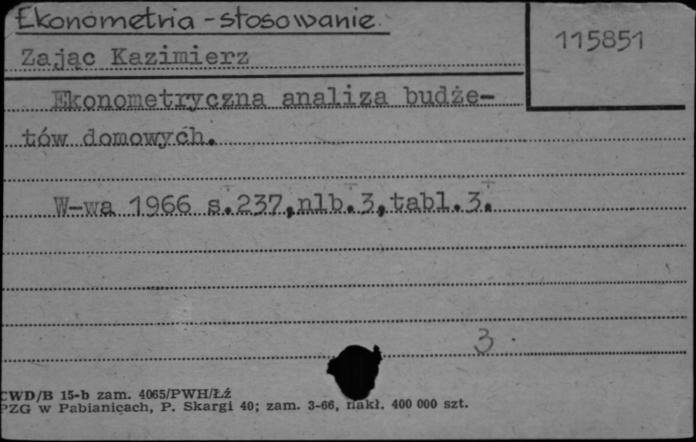 Ekonometria - stosowanie.
115851
Zając Kazimierz
Ekonometryczna analiza budże-
tów domowych.
W-wa 1966 s.237,nlb.3,tabl.3.
3.
CWD/B 15-b zam. 4065/PWH/Łź
PZG w Pabianicach, P. Skargi 40; zam. 3-66, nakł. 400 000 szt.